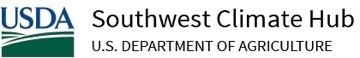 USDA
Southwest Climate Hub
U.S. DEPARTMENT OF AGRICULTURE